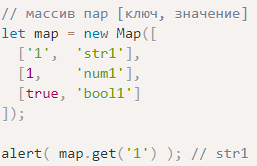 // массив пар [ключ, значение]
let map = new Map([
  ['1',  'str1'],
  [1,    'num1'],
  [true, 'bool1']
]);

alert( map.get('1') ); // str1